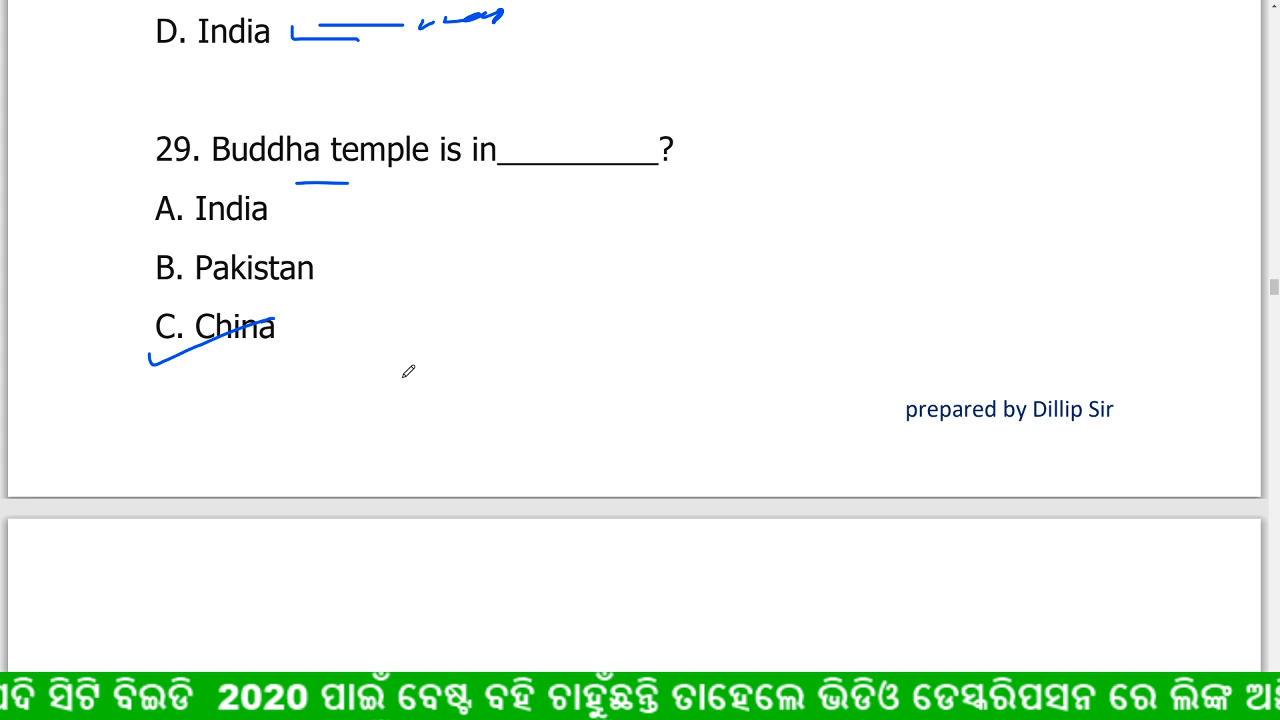 D. India
29. Buddha temple is in__________?
A. India
B. Pakistan
C. China
prepared by Dillip Sir
ଯଦି ସିଟି ବିଇଡି 2020 ପାଇଁ ବେଷ୍ଟ ବହି ଚାହୁଁଛନ୍ତି ତାହେଲେ ଭିଡିଓ ଡେସ୍କରିପସନ ରେ ଲିଙ୍କ